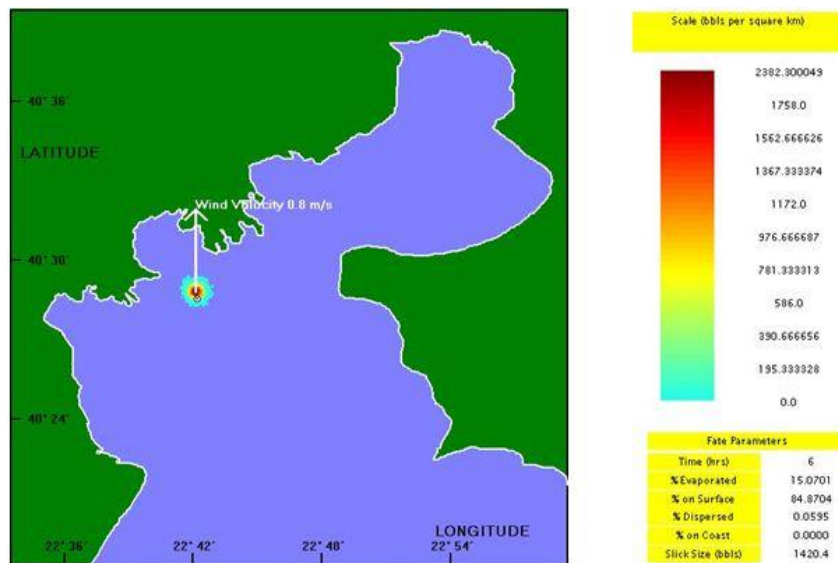 Scale (bbls per square km)
2382.300049
1758.0
1562.666626
1367.333374
1172.0
976.666687
781.333313
586.0
390.666656
195.333328
0.0
40° 36'
LATITUDE
Wind Velocity 0.8 m/s
40° 30'
40° 24'
LONGITUDE
22° 36' 22° 42' 22° 48' 22° 54'
Fate Parameters
Time (hrs) 6
% Evaporated 15.0701
% on Surface 84.8704
% Dispersed 0.0595
% on Coast 0.0000
Slick Size (bbls) 1420.4